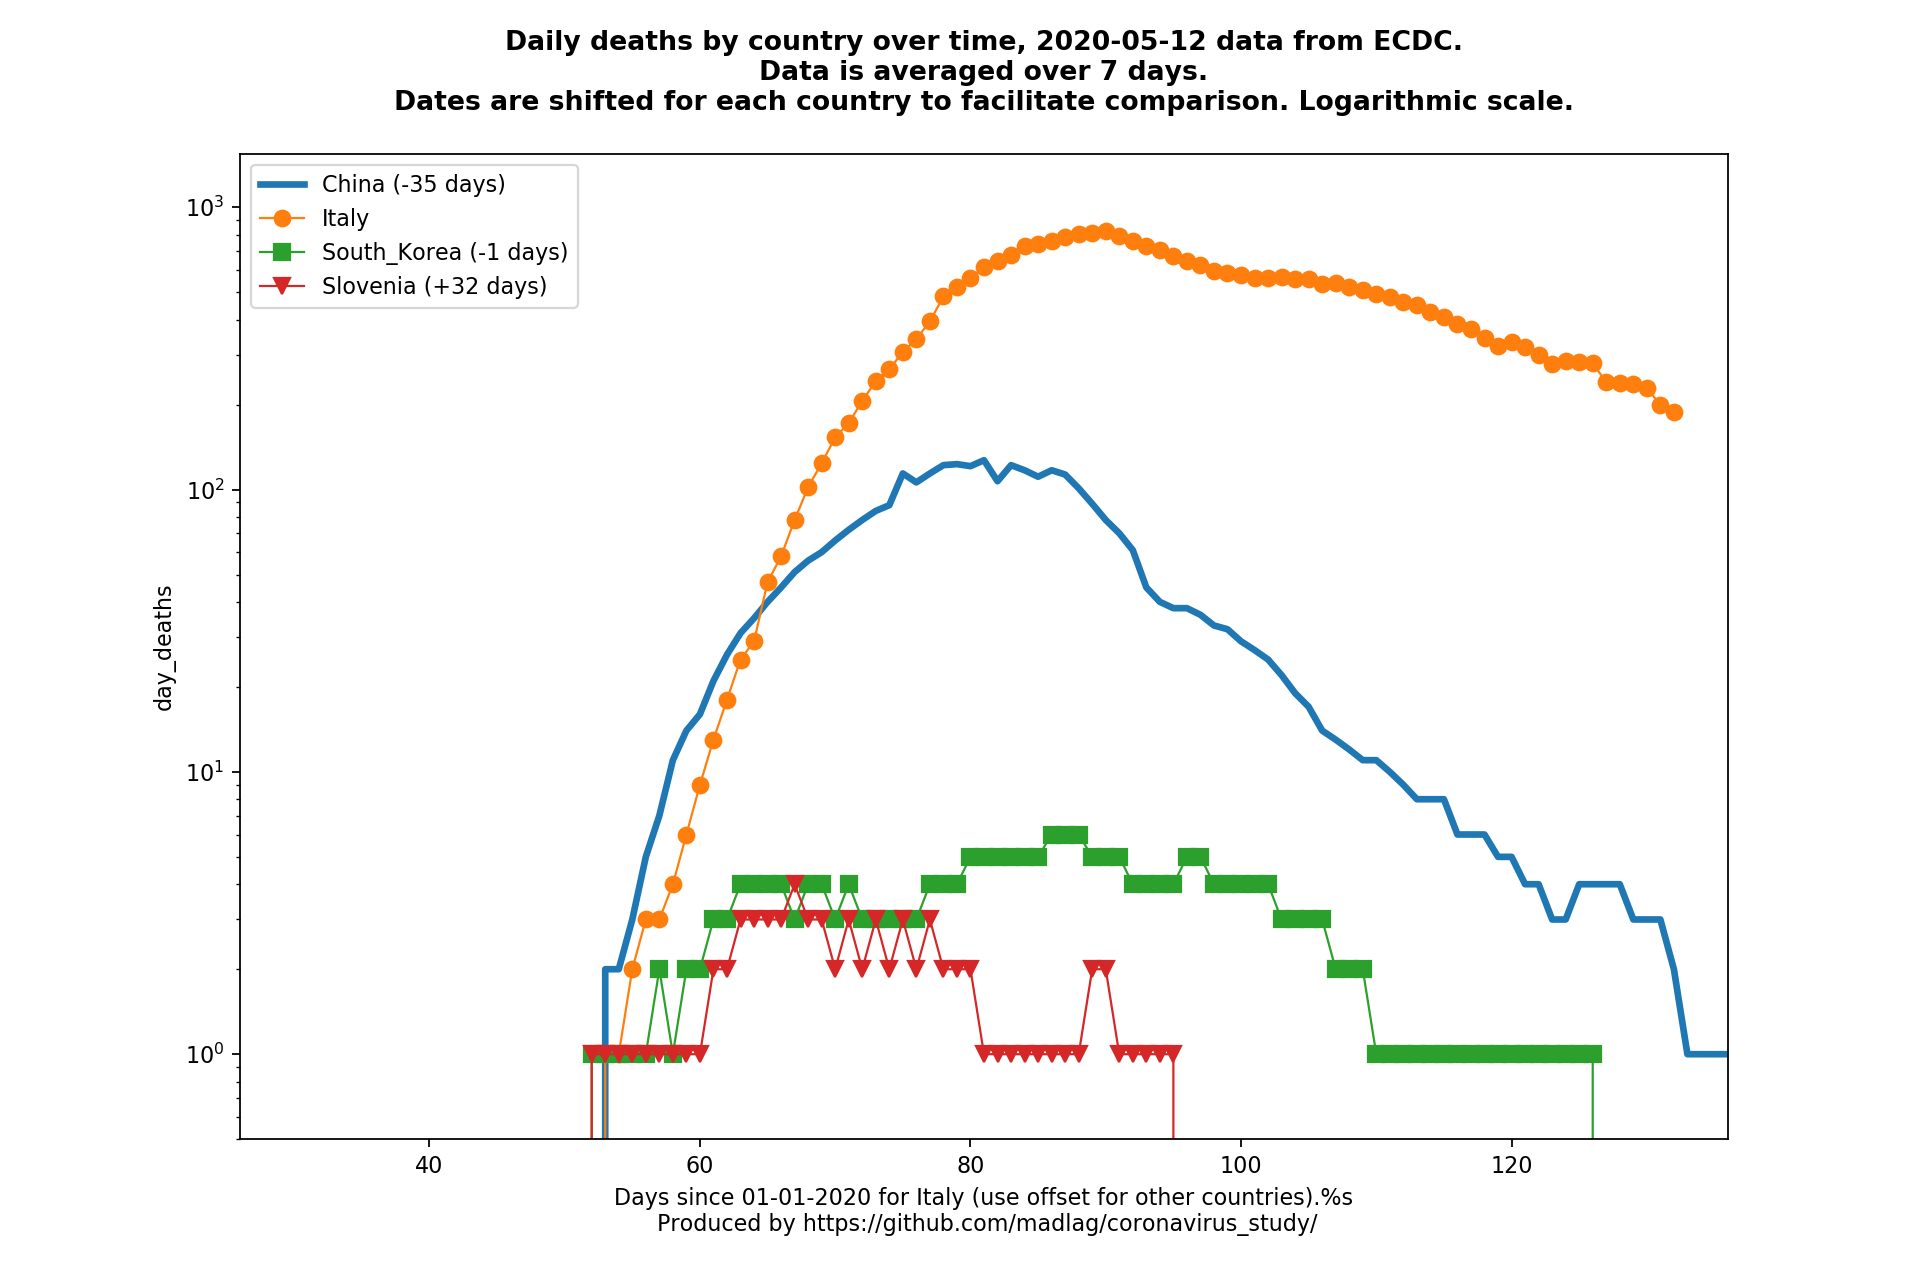 Daily deaths by country over time, 2020-05-12 data from ECDC.
Data is averaged over 7 days.
Dates are shifted for each country to facilitate comparison. Logarithmic scale.
China (-35 days)
Italy
South_Korea (-1 days)
Slovenia (+32 days)
10³
10²
10¹
10⁰
day_deaths
40 60 80 100 120
Days since 01-01-2020 for Italy (use offset for other countries).%s
Produced by https://github.com/madlag/coronavirus_study/